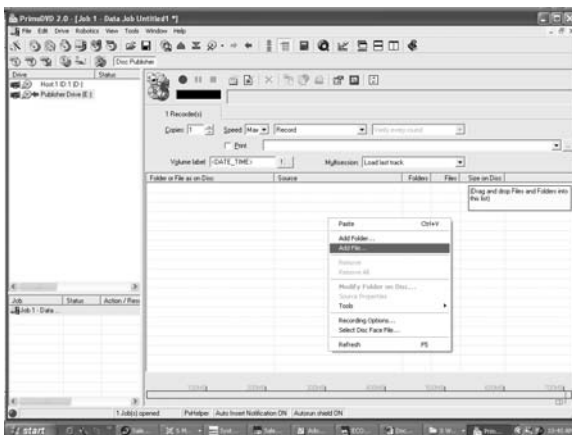 PrimoDVD 2.0 - [Job 1 - Data Job Untitled1 *]
File Edit Drive Robotics View Tools Window Help
Disc Publisher
Drive Status
Host 1 ID:1 (D:)
Publisher Drive (E:)
1 Recorder(s)
Copies: 1 Speed: Max Record Verify every round
Print
Volume label: <DATE_TIME> 1.. Multisession: Load last track
Folder or File as on Disc Source Folders Files Size on Disc
(Drag and drop Files and Folders into this list)
Paste Ctrl+V
Add Folder...
Add File...
Remove
Remove All
Modify Folder on Disc...
Source Properties
Tools
Recording Options...
Select Disc Face File...
Refresh F5
Job Status Action / Res
Job 1 - Data ...
1 Job(s) opened PxHelper Auto Insert Notification ON Autorun shield ON
start